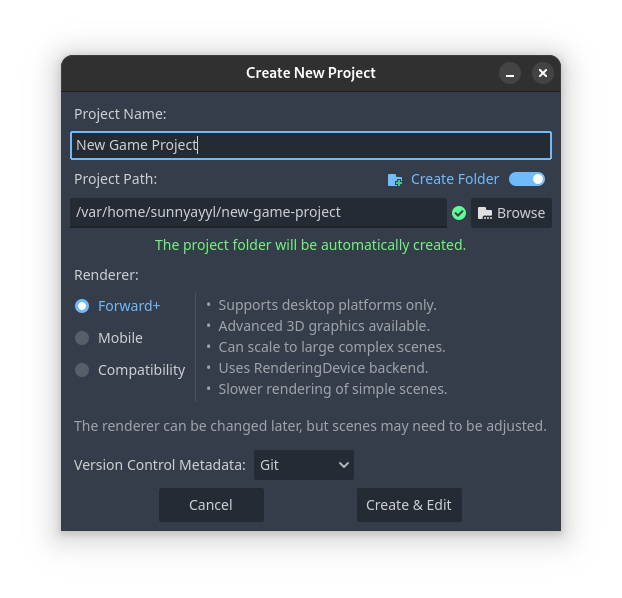 Create New Project
Project Name:
New Game Project
Project Path:
Create Folder
/var/home/sunnyayyl/new-game-project
Browse
The project folder will be automatically created.
Renderer:
Forward+
Mobile
Compatibility
• Supports desktop platforms only.
• Advanced 3D graphics available.
• Can scale to large complex scenes.
• Uses RenderingDevice backend.
• Slower rendering of simple scenes.
The renderer can be changed later, but scenes may need to be adjusted.
Version Control Metadata: Git
Cancel
Create & Edit